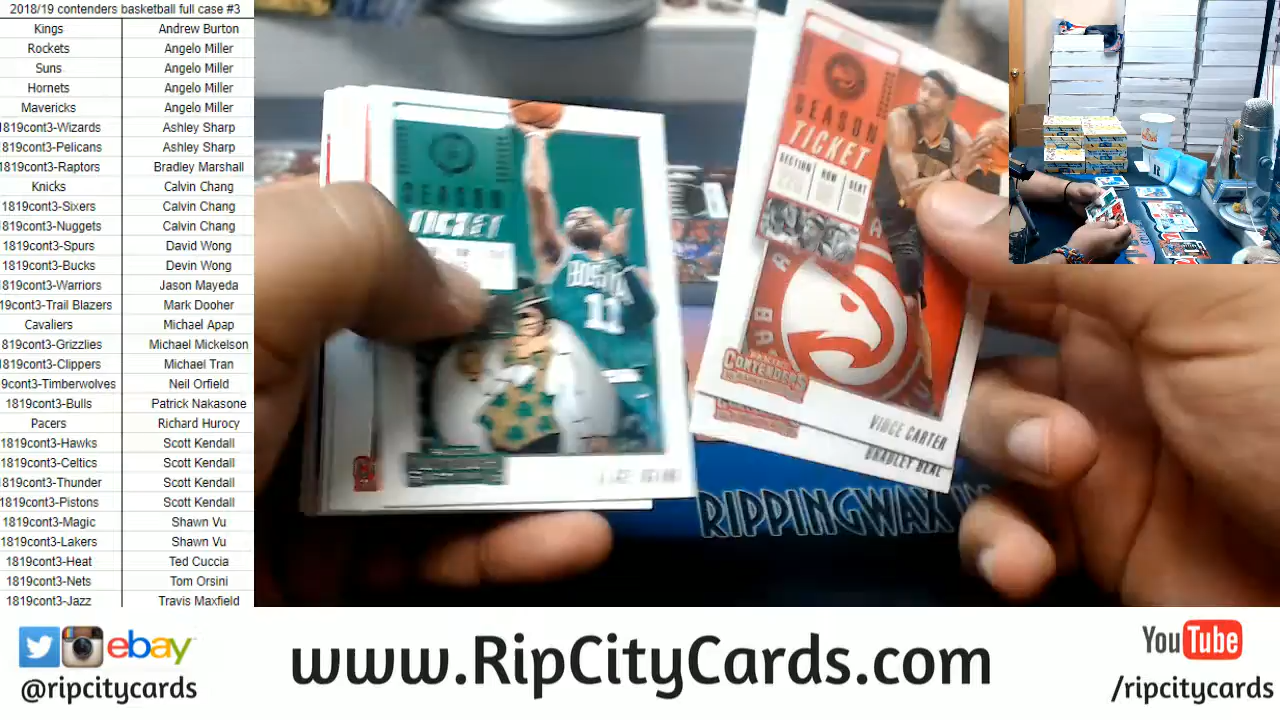 2018/19 contenders basketball full case #3
Kings Andrew Burton
Rockets Angelo Miller
Suns Angelo Miller
Hornets Angelo Miller
Mavericks Angelo Miller
1819cont3-Wizards Ashley Sharp
1819cont3-Pelicans Ashley Sharp
1819cont3-Raptors Bradley Marshall
Knicks Calvin Chang
1819cont3-Sixers Calvin Chang
1819cont3-Nuggets Calvin Chang
1819cont3-Spurs David Wong
1819cont3-Bucks Devin Wong
1819cont3-Warriors Jason Mayeda
19cont3-Trail Blazers Mark Dooher
Cavaliers Michael Apap
819cont3-Grizzlies Michael Mickelson
1819cont3-Clippers Michael Tran
9cont3-Timberwolves Neil Orfield
1819cont3-Bulls Patrick Nakasone
Pacers Richard Hurocy
1819cont3-Hawks Scott Kendall
1819cont3-Celtics Scott Kendall
1819cont3-Thunder Scott Kendall
1819cont3-Pistons Scott Kendall
1819cont3-Magic Shawn Vu
1819cont3-Lakers Shawn Vu
1819cont3-Heat Ted Cuccia
1819cont3-Nets Tom Orsini
1819cont3-Jazz Travis Maxfield
SEASON
TICKET
BOSTON
11
SEASON
TICKET
SECTION ROW SEAT
CONTENDERS
VINCE CARTER
BRADLEY BEAL
RIPPINGWAX
ebay
@ripcitycards
www.RipCityCards.com
YouTube
/ripcitycards